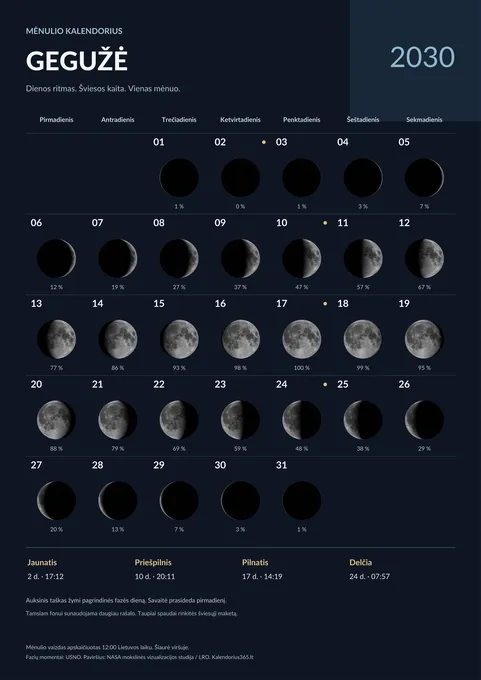 MĖNULIO KALENDORIUS
GEGUŽĖ
2030
Dienos ritmas. Šviesos kaita. Vienas mėnuo.
Pirmadienis Antradienis Trečiadienis Ketvirtadienis Penktadienis Šeštadienis Sekmadienis
01 02 03 04 05
1 % 0 % 1 % 3 % 7 %
06 07 08 09 10 11 12
12 % 19 % 27 % 37 % 47 % 57 % 67 %
13 14 15 16 17 18 19
77 % 86 % 93 % 98 % 100 % 99 % 95 %
20 21 22 23 24 25 26
88 % 79 % 69 % 59 % 48 % 38 % 29 %
27 28 29 30 31
20 % 13 % 7 % 3 % 1 %
Jaunatis Priešpilnis Pilnatis Delčia
2 d. · 17:12 10 d. · 20:11 17 d. · 14:19 24 d. · 07:57
Auksinis taškas žymi pagrindinės fazės dieną. Savaitė prasideda pirmadienį.
Tamsiam fonui sunaudojama daugiau rašalo. Taupiai spaudai rinkitės šviesųjį maketą.
Mėnulio vaizdas apskaičiuotas 12:00 Lietuvos laiku. Šiaurė viršuje.
Fazių momentai: USNO. Paviršius: NASA mokslinės vizualizacijos studija / LRO. Kalendorius365.lt